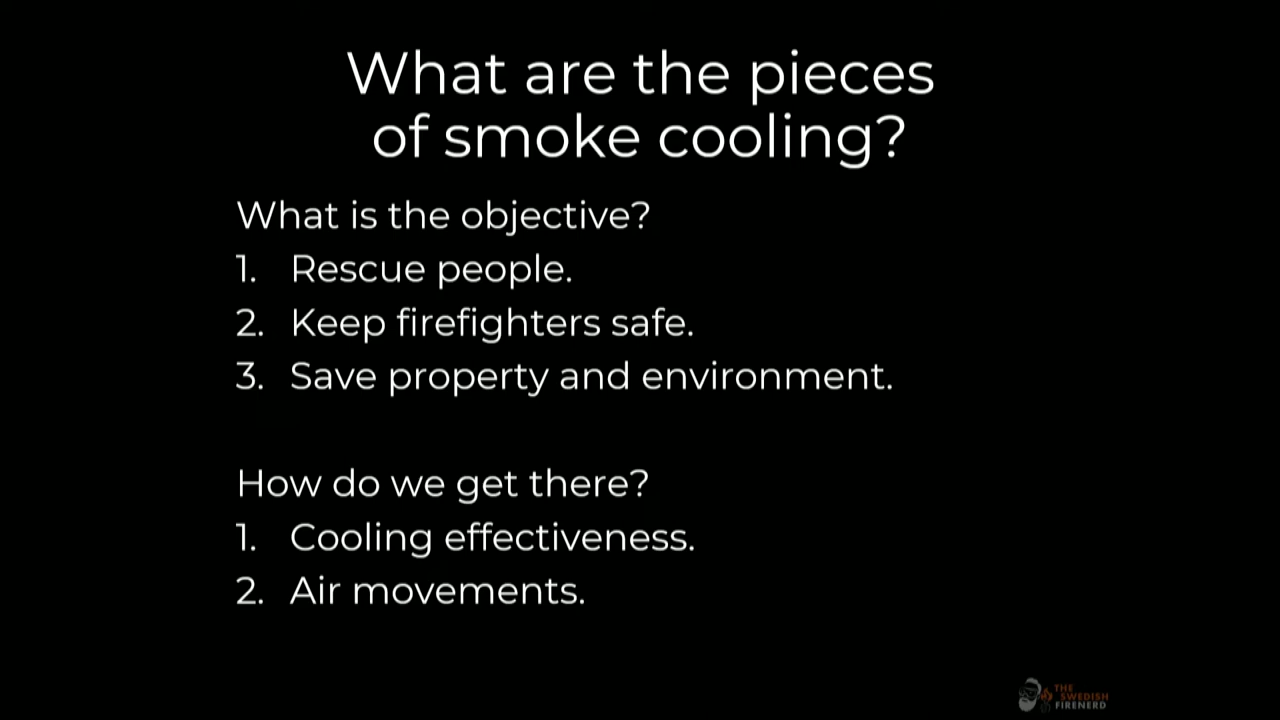 What are the pieces
of smoke cooling?
What is the objective?
1. Rescue people.
2. Keep firefighters safe.
3. Save property and environment.
How do we get there?
1. Cooling effectiveness.
2. Air movements.
THE
SWEDISH
FIRENERD